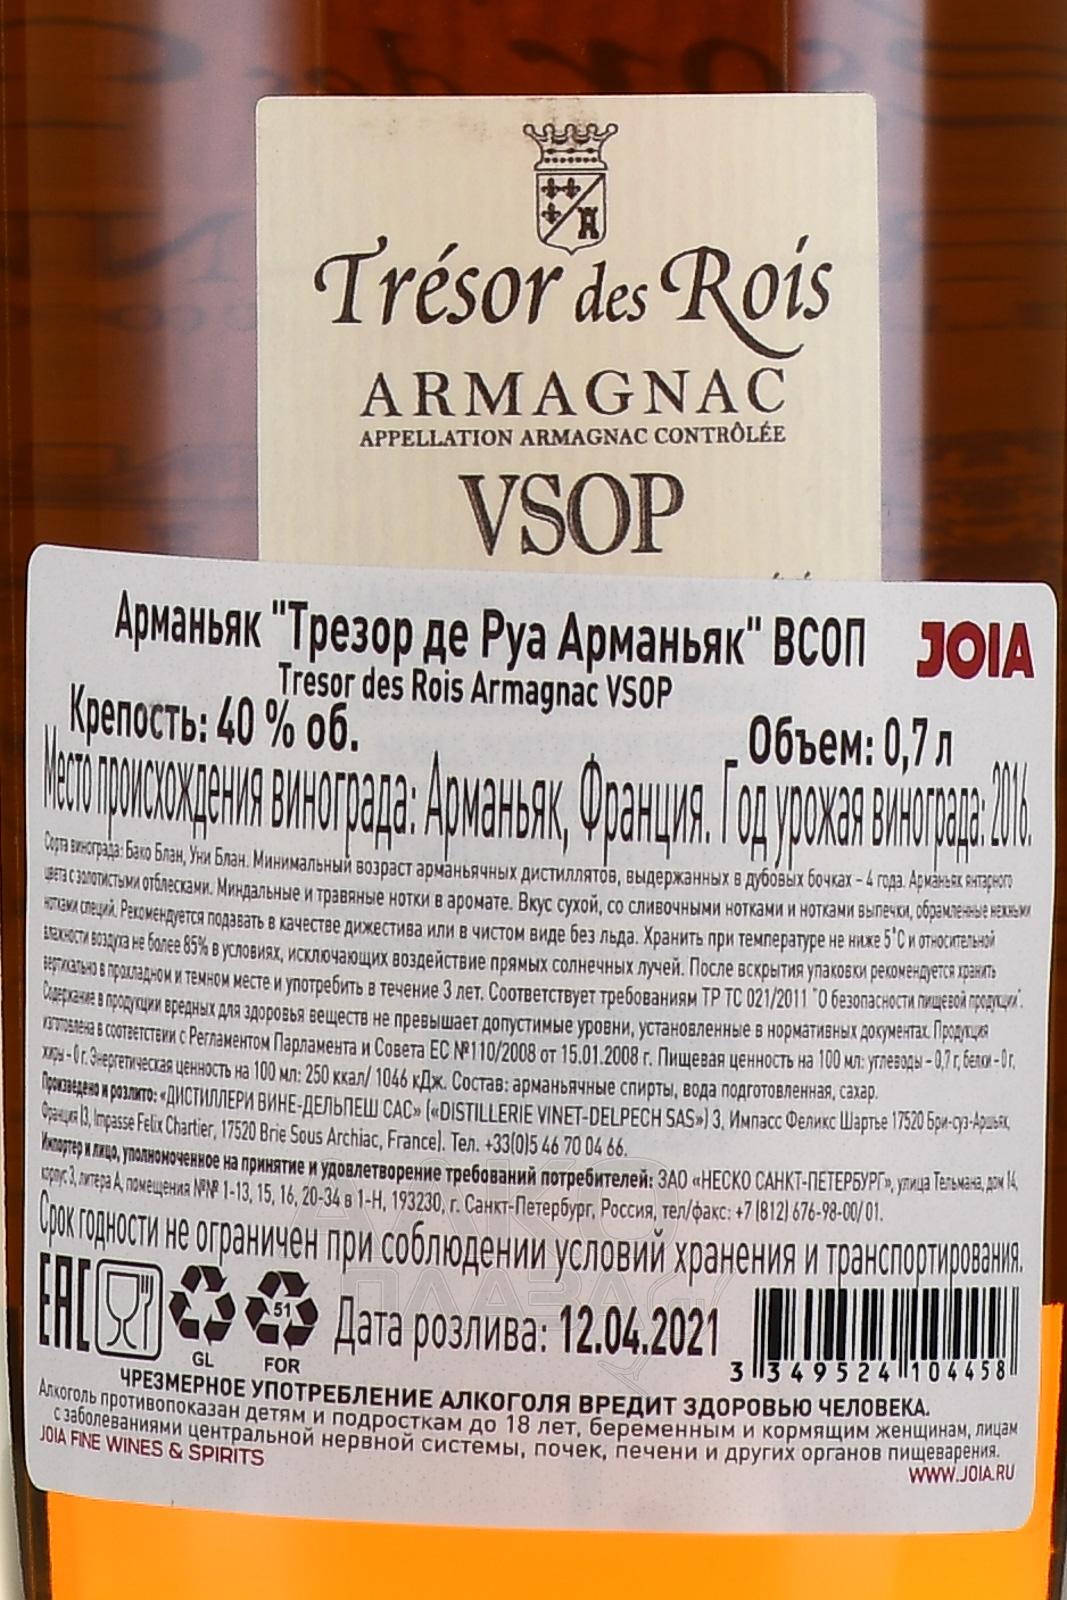 Trésor des Rois
ARMAGNAC
APPELLATION ARMAGNAC CONTRÔLÉE
VSOP
Арманьяк "Трезор де Руа Арманьяк" ВСОП
JOIA
Tresor des Rois Armagnac VSOP
Крепость: 40 % об.
Объем: 0,7 л
Место происхождения винограда: Арманьяк, Франция. Год урожая винограда: 2016.
Сорта винограда: Бако Блан, Уни Блан. Минимальный возраст арманьячных дистиллятов, выдержанных в дубовых бочках – 4 года. Арманьяк янтарного
цвета с золотистыми отблесками. Миндальные и травяные нотки в аромате. Вкус сухой, со сливочными нотками и нотками выпечки, обрамленные нежными
нотками специй. Рекомендуется подавать в качестве дижестива или в чистом виде без льда. Хранить при температуре не ниже 5°С и относительной
влажности воздуха не более 85% в условиях, исключающих воздействие прямых солнечных лучей. После вскрытия упаковки рекомендуется хранить
вертикально в прохладном и темном месте и употребить в течение 3 лет. Соответствует требованиям ТР ТС 021/2011 "О безопасности пищевой продукции".
Содержание в продукции вредных для здоровья веществ не превышает допустимые уровни, установленные в нормативных документах. Продукция
изготовлена в соответствии с Регламентом Парламента и Совета ЕС №110/2008 от 15.01.2008 г. Пищевая ценность на 100 мл: углеводы – 0,7 г, белки – 0 г,
жиры – 0 г. Энергетическая ценность на 100 мл: 250 ккал/ 1046 кДж. Состав: арманьячные спирты, вода подготовленная, сахар.
Произведено и розлито: «ДИСТИЛЛЕРИ ВИНЕ-ДЕЛЬПЕШ САС» («DISTILLERIE VINET-DELPECH SAS») 3, Импасс Феликс Шартье 17520 Бри-суз-Аршьяк,
Франция (3, Impasse Felix Chartier, 17520 Brie Sous Archiac, France). Тел. +33(0)5 46 70 04 66.
Импортер и лицо, уполномоченное на принятие и удовлетворение требований потребителей: ЗАО «НЕСКО САНКТ-ПЕТЕРБУРГ», улица Тельмана, дом 14,
корпус 3, литера А, помещения №№ 1-13, 15, 16, 20-34 в 1-Н, 193230, г. Санкт-Петербург, Россия, тел/факс: +7 (812) 676-98-00/ 01.
Срок годности не ограничен при соблюдении условий хранения и транспортирования.
EAC
GL
51
FOR
Дата розлива: 12.04.2021
3 349524 104458
ЧРЕЗМЕРНОЕ УПОТРЕБЛЕНИЕ АЛКОГОЛЯ ВРЕДИТ ЗДОРОВЬЮ ЧЕЛОВЕКА.
Алкоголь противопоказан детям и подросткам до 18 лет, беременным и кормящим женщинам, лицам
с заболеваниями центральной нервной системы, почек, печени и других органов пищеварения.
JOIA FINE WINES & SPIRITS
WWW.JOIA.RU
АЛКО
ПЛАЗА